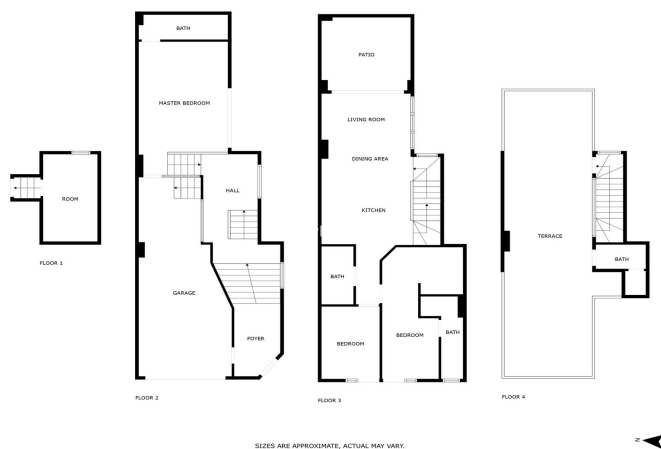 ROOM
FLOOR 1
BATH
MASTER BEDROOM
HALL
GARAGE
FOYER
FLOOR 2
PATIO
LIVING ROOM
DINING AREA
KITCHEN
BATH
BEDROOM
BEDROOM
BATH
FLOOR 3
TERRACE
BATH
FLOOR 4
SIZES ARE APPROXIMATE, ACTUAL MAY VARY.
N